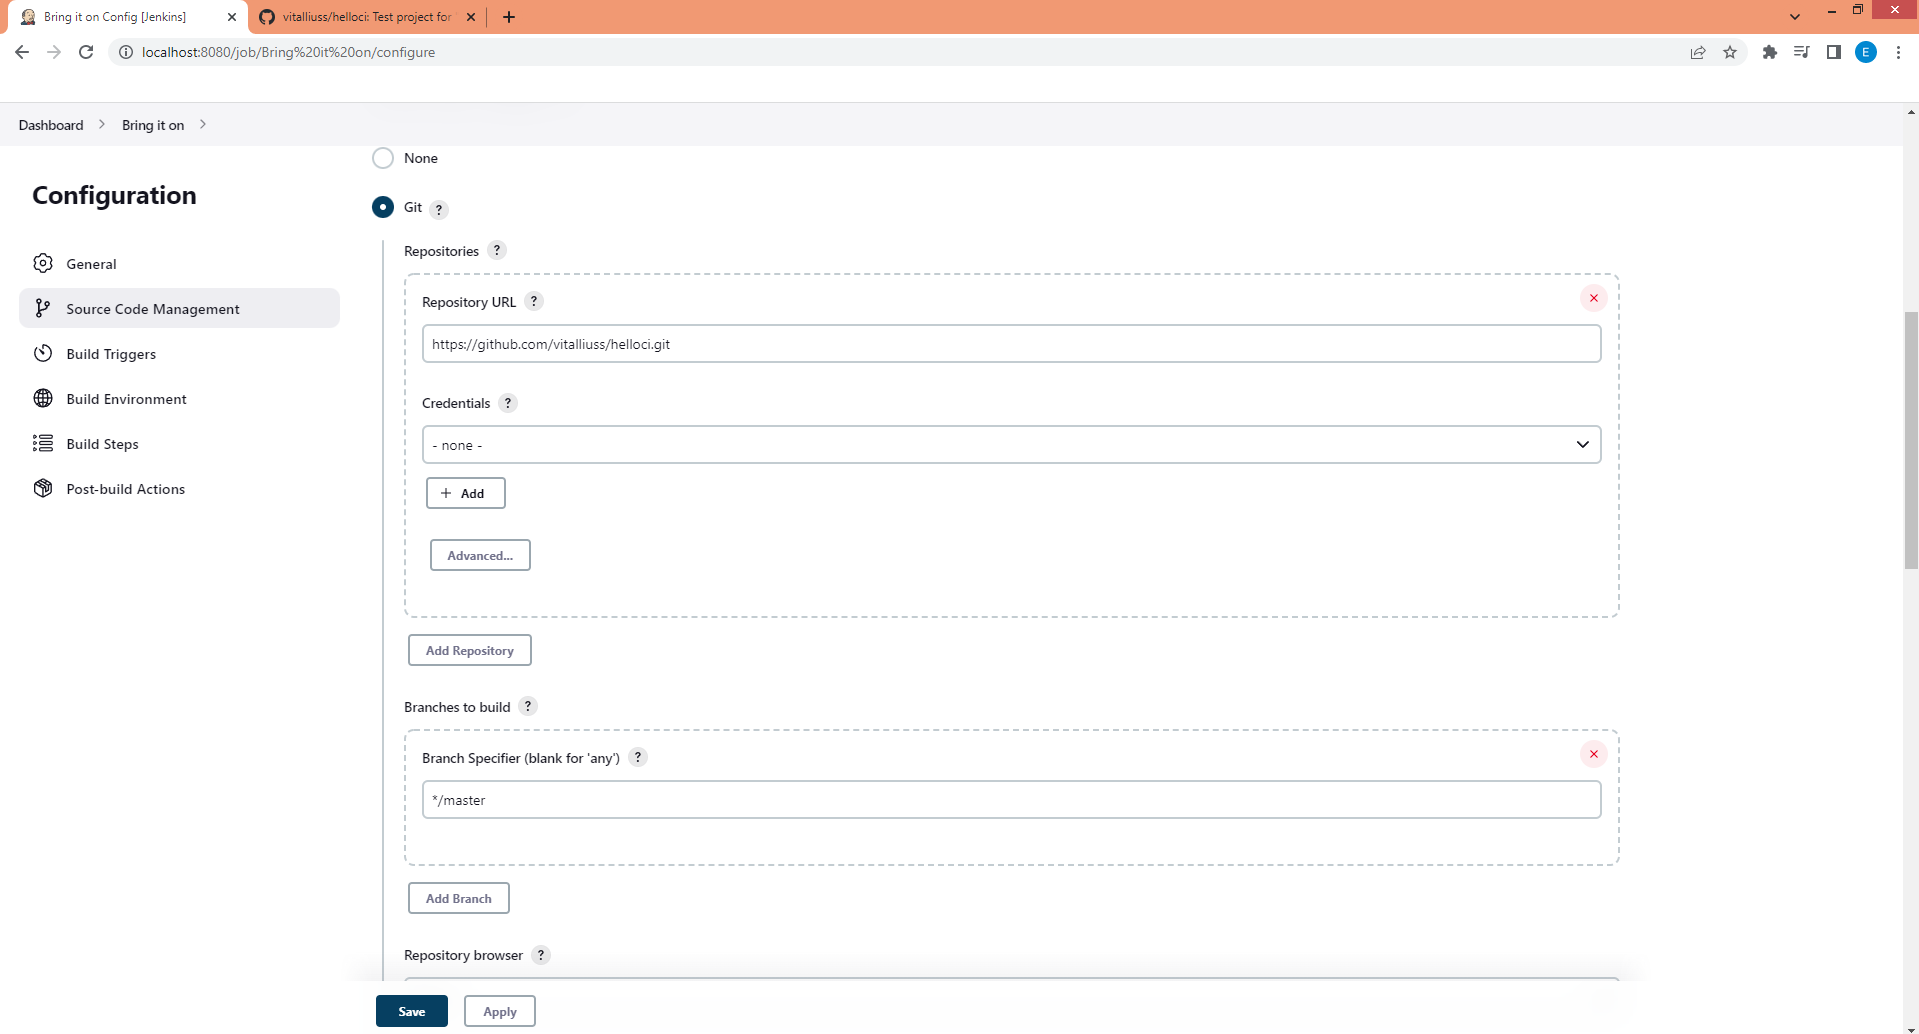 Bring it on Config [Jenkins]
vitalliuss/helloci: Test project for
localhost:8080/job/Bring%20it%20on/configure
E
Dashboard
Bring it on
None
Configuration
Git ?
Repositories ?
General
Repository URL ?
Source Code Management
https://github.com/vitalliuss/helloci.git
Build Triggers
Build Environment
Credentials ?
Build Steps
- none -
Post-build Actions
+ Add
Advanced...
Add Repository
Branches to build ?
Branch Specifier (blank for 'any') ?
*/master
Add Branch
Repository browser ?
Save
Apply